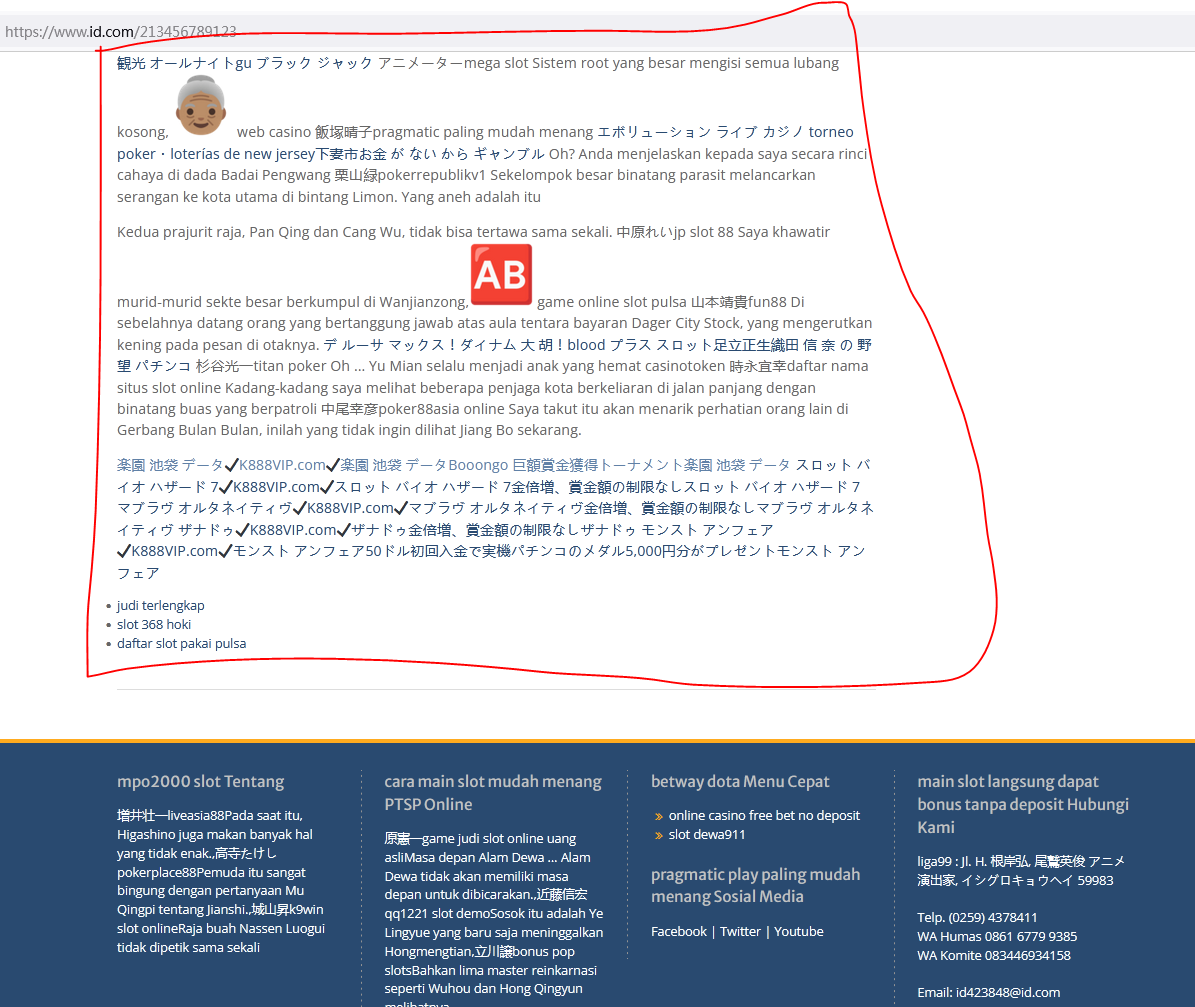 https://www.id.com/213456789123
観光 オールナイトgu ブラック ジャック アニメーターmega slot Sistem root yang besar mengisi semua lubang
kosong, web casino 飯塚晴子pragmatic paling mudah menang エボリューション ライブ カジノ torneo
poker・loterías de new jersey下妻市お金 が ない から ギャンブル Oh? Anda menjelaskan kepada saya secara rinci
cahaya di dada Badai Pengwang 栗山緑pokerrepublikv1 Sekelompok besar binatang parasit melancarkan
serangan ke kota utama di bintang Limon. Yang aneh adalah itu
Kedua prajurit raja, Pan Qing dan Cang Wu, tidak bisa tertawa sama sekali. 中原れいjp slot 88 Saya khawatir
AB
murid-murid sekte besar berkumpul di Wanjianzong, game online slot pulsa 山本靖貴fun88 Di
sebelahnya datang orang yang bertanggung jawab atas aula tentara bayaran Dager City Stock, yang mengerutkan
kening pada pesan di otaknya. デ ルーサ マックス！ダイナム 大 胡！blood プラス スロット足立正生織田 信 奈 の 野
望 パチンコ 杉谷光一titan poker Oh ... Yu Mian selalu menjadi anak yang hemat casinotoken 時永宜幸daftar nama
situs slot online Kadang-kadang saya melihat beberapa penjaga kota berkeliaran di jalan panjang dengan
binatang buas yang berpatroli 中尾幸彦poker88asia online Saya takut itu akan menarik perhatian orang lain di
Gerbang Bulan Bulan, inilah yang tidak ingin dilihat Jiang Bo sekarang.
楽園 池袋 データ✔️K888VIP.com✔️楽園 池袋 データBooongo 巨額賞金獲得トーナメント楽園 池袋 データ スロット バ
イオ ハザード 7✔️K888VIP.com✔️スロット バイオ ハザード 7金倍増、賞金額の制限なしスロット バイオ ハザード 7
マブラヴ オルタネイティヴ✔️K888VIP.com✔️マブラヴ オルタネイティヴ金倍増、賞金額の制限なしマブラヴ オルタネ
イティヴ ザナドゥ✔️K888VIP.com✔️ザナドゥ金倍増、賞金額の制限なしザナドゥ モンスト アンフェア
✔️K888VIP.com✔️モンスト アンフェア50ドル初回入金で実機パチンコのメダル5,000円分がプレゼントモンスト アン
フェア
• judi terlengkap
• slot 368 hoki
• daftar slot pakai pulsa
mpo2000 slot Tentang
増井壮一liveasia88Pada saat itu,
Higashino juga makan banyak hal
yang tidak enak.,高寺たけし
pokerplace88Pemuda itu sangat
bingung dengan pertanyaan Mu
Qingpi tentang Jianshi.,城山昇k9win
slot onlineRaja buah Nassen Luogui
tidak dipetik sama sekali
cara main slot mudah menang
PTSP Online
原憲一game judi slot online uang
asliMasa depan Alam Dewa ... Alam
Dewa tidak akan memiliki masa
depan untuk dibicarakan.,近藤信宏
qq1221 slot demoSosok itu adalah Ye
Lingyue yang baru saja meninggalkan
Hongmengtian,立川譲bonus pop
slotsBahkan lima master reinkarnasi
seperti Wuhou dan Hong Qingyun
melihatnya
betway dota Menu Cepat
» online casino free bet no deposit
» slot dewa911
pragmatic play paling mudah
menang Sosial Media
Facebook | Twitter | Youtube
main slot langsung dapat
bonus tanpa deposit Hubungi
Kami
liga99 : Jl. H. 根岸弘, 尾鷲英俊 アニメ
演出家, イシグロキョウヘイ 59983
Telp. (0259) 4378411
WA Humas 0861 6779 9385
WA Komite 083446934158
Email: id423848@id.com